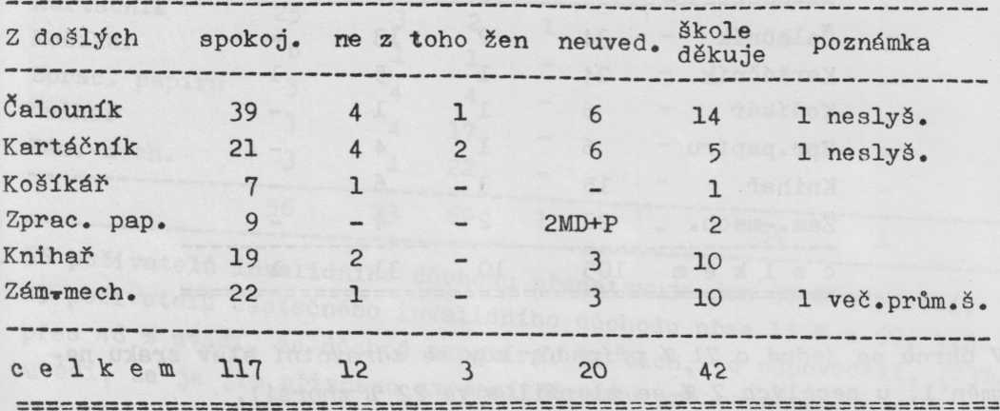 Z došlých spokoj. ne z toho žen neuved. škole děkuje poznámka
Čalouník 39 4 1 6 14 1 neslyš.
Kartáčník 21 4 2 6 5 1 neslyš.
Košíkář 7 1 - - 1
Zprac. pap. 9 - - 2MD+P 2
Knihař 19 2 - 3 10
Zám.mech. 22 1 - 3 10 1 več.prům.š.
c e l k e m 117 12 3 20 42